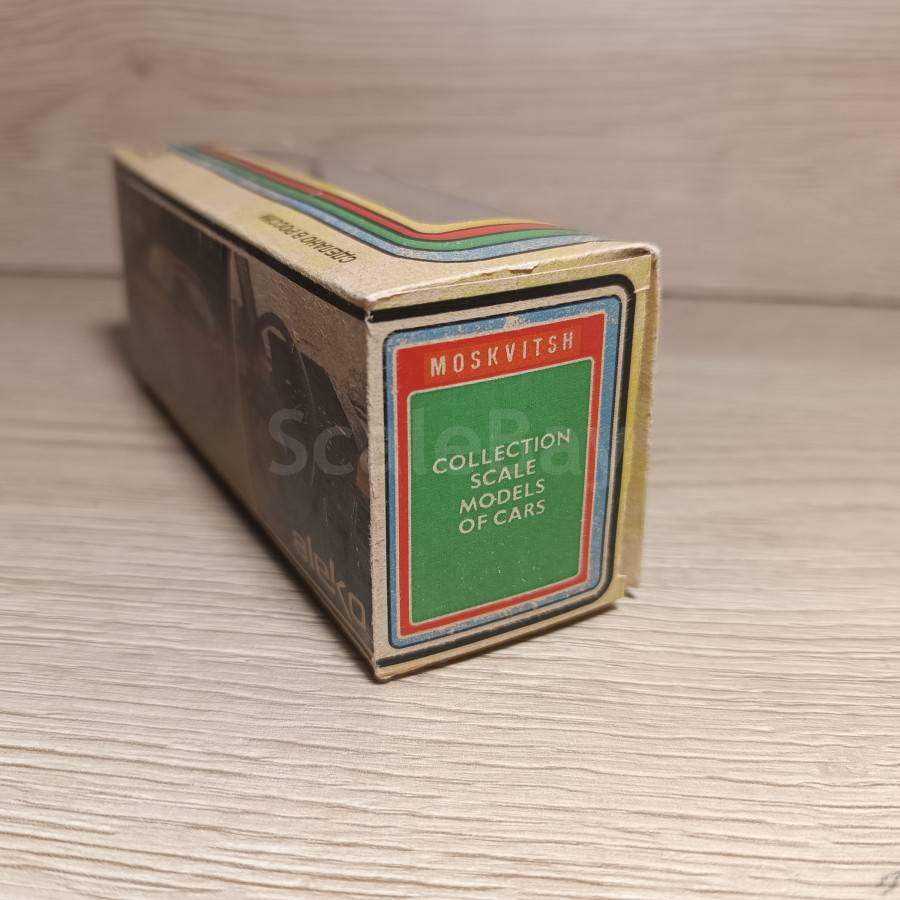 СДЕЛАНО В РОССИИ
MOSKVITSH
COLLECTION
SCALE
MODELS
OF CARS
aleko